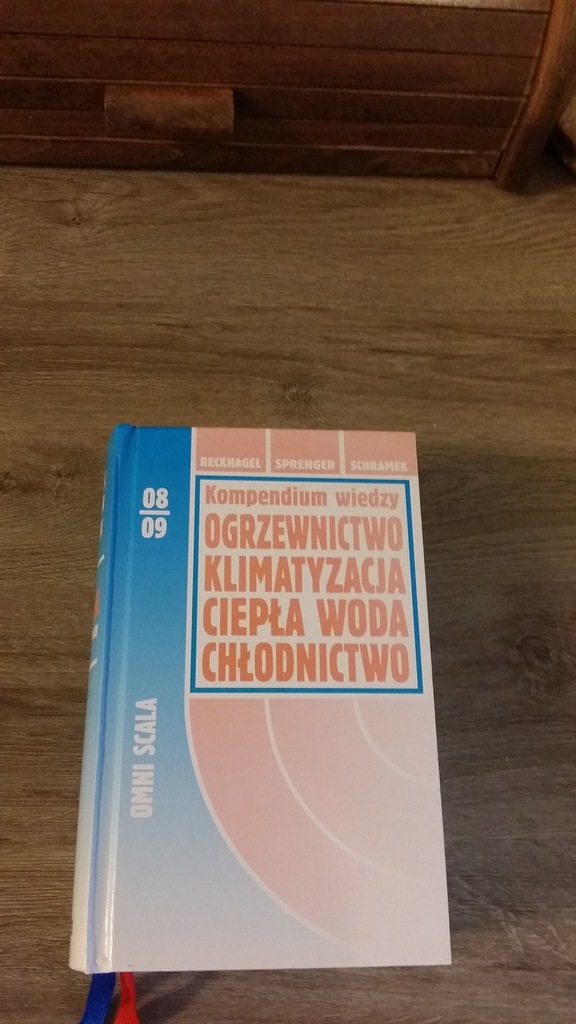 RECKNAGEL SPRENGER SCHRAMEK
08
09
Kompendium wiedzy
OGRZEWNICTWO
KLIMATYZACJA
CIEPŁA WODA
CHŁODNICTWO
OMNI SCALA